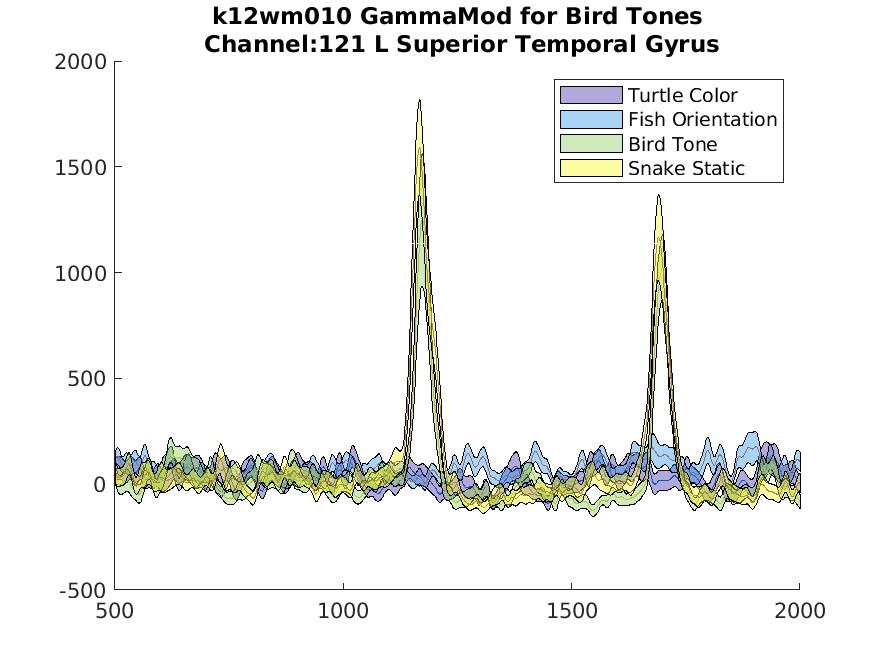 k12wm010 GammaMod for Bird Tones
Channel:121 L Superior Temporal Gyrus
2000
1500
1000
500
0
-500
500
1000
1500
2000
Turtle Color
Fish Orientation
Bird Tone
Snake Static